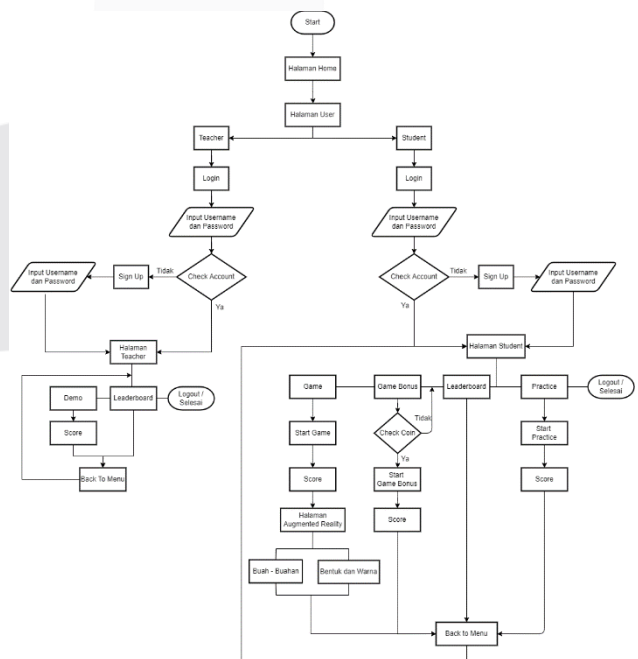 Start
Halaman Home
Halaman User
Teacher
Student
Login
Login
Input Username
dan Password
Input Username
dan Password
Input Username
dan Password
Sign Up
Tidak
Check Account
Check Account
Tidak
Sign Up
Input Username
dan Password
Ya
Ya
Halaman
Teacher
Halaman Student
Demo
Leaderboard
Logout /
Selesai
Game
Game Bonus
Leaderboard
Practice
Logout /
Selesai
Tidak
Score
Start Game
Check Coin
Start
Practice
Ya
Back To Menu
Score
Start
Game Bonus
Score
Halaman
Augmented Reality
Score
Buah - Buahan
Bentuk dan Warna
Back to Menu